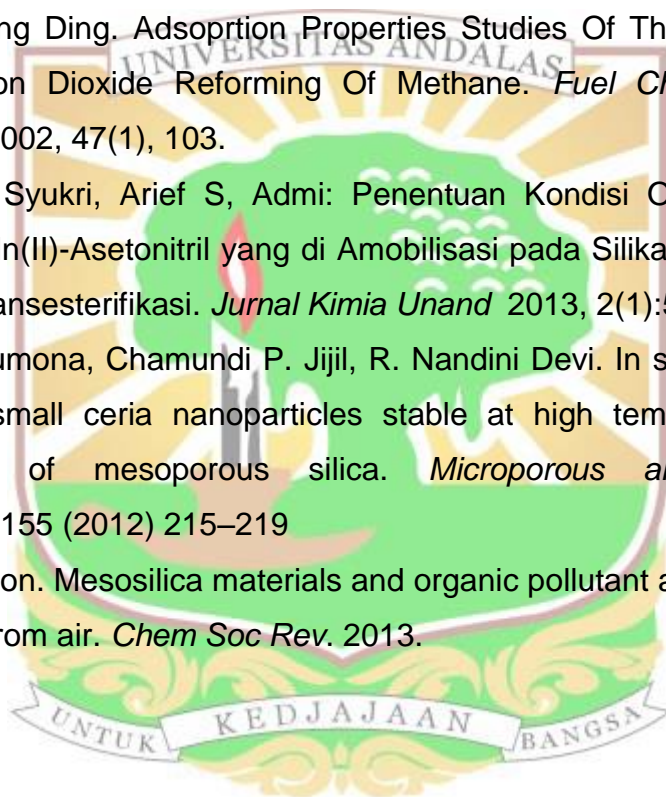 ng Ding. Adsoprtion Properties Studies Of Th
UNIVERSITAS ANDALAS
on Dioxide Reforming Of Methane. Fuel Ch
002, 47(1), 103.
Syukri, Arief S, Admi: Penentuan Kondisi O
n(II)-Asetonitril yang di Amobilisasi pada Silika
ansesterifikasi. Jurnal Kimia Unand 2013, 2(1):5
umona, Chamundi P. Jijil, R. Nandini Devi. In s
small ceria nanoparticles stable at high tem
of mesoporous silica. Microporous a
155 (2012) 215–219
on. Mesosilica materials and organic pollutant a
rom air. Chem Soc Rev. 2013.
UNTUK KEDJAJAAN BANGSA